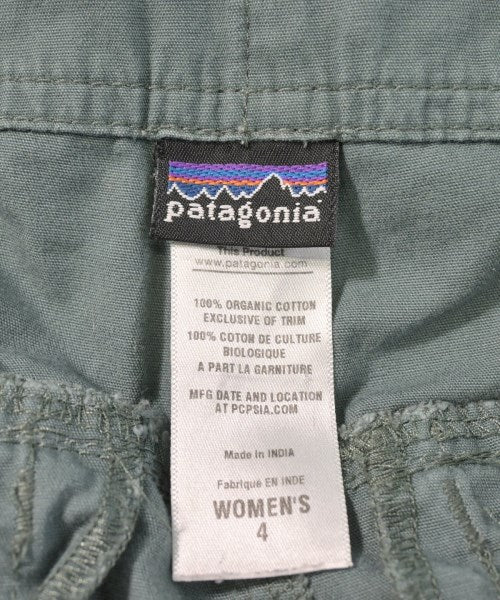 patagonia
This Product
www.patagonia.com
100% ORGANIC COTTON
EXCLUSIVE OF TRIM
100% COTON DE CULTURE
BIOLOGIQUE
A PART LA GARNITURE
MFG DATE AND LOCATION
AT PCPSIA.COM
Made in INDIA
Fabriqué EN INDE
WOMEN'S
4